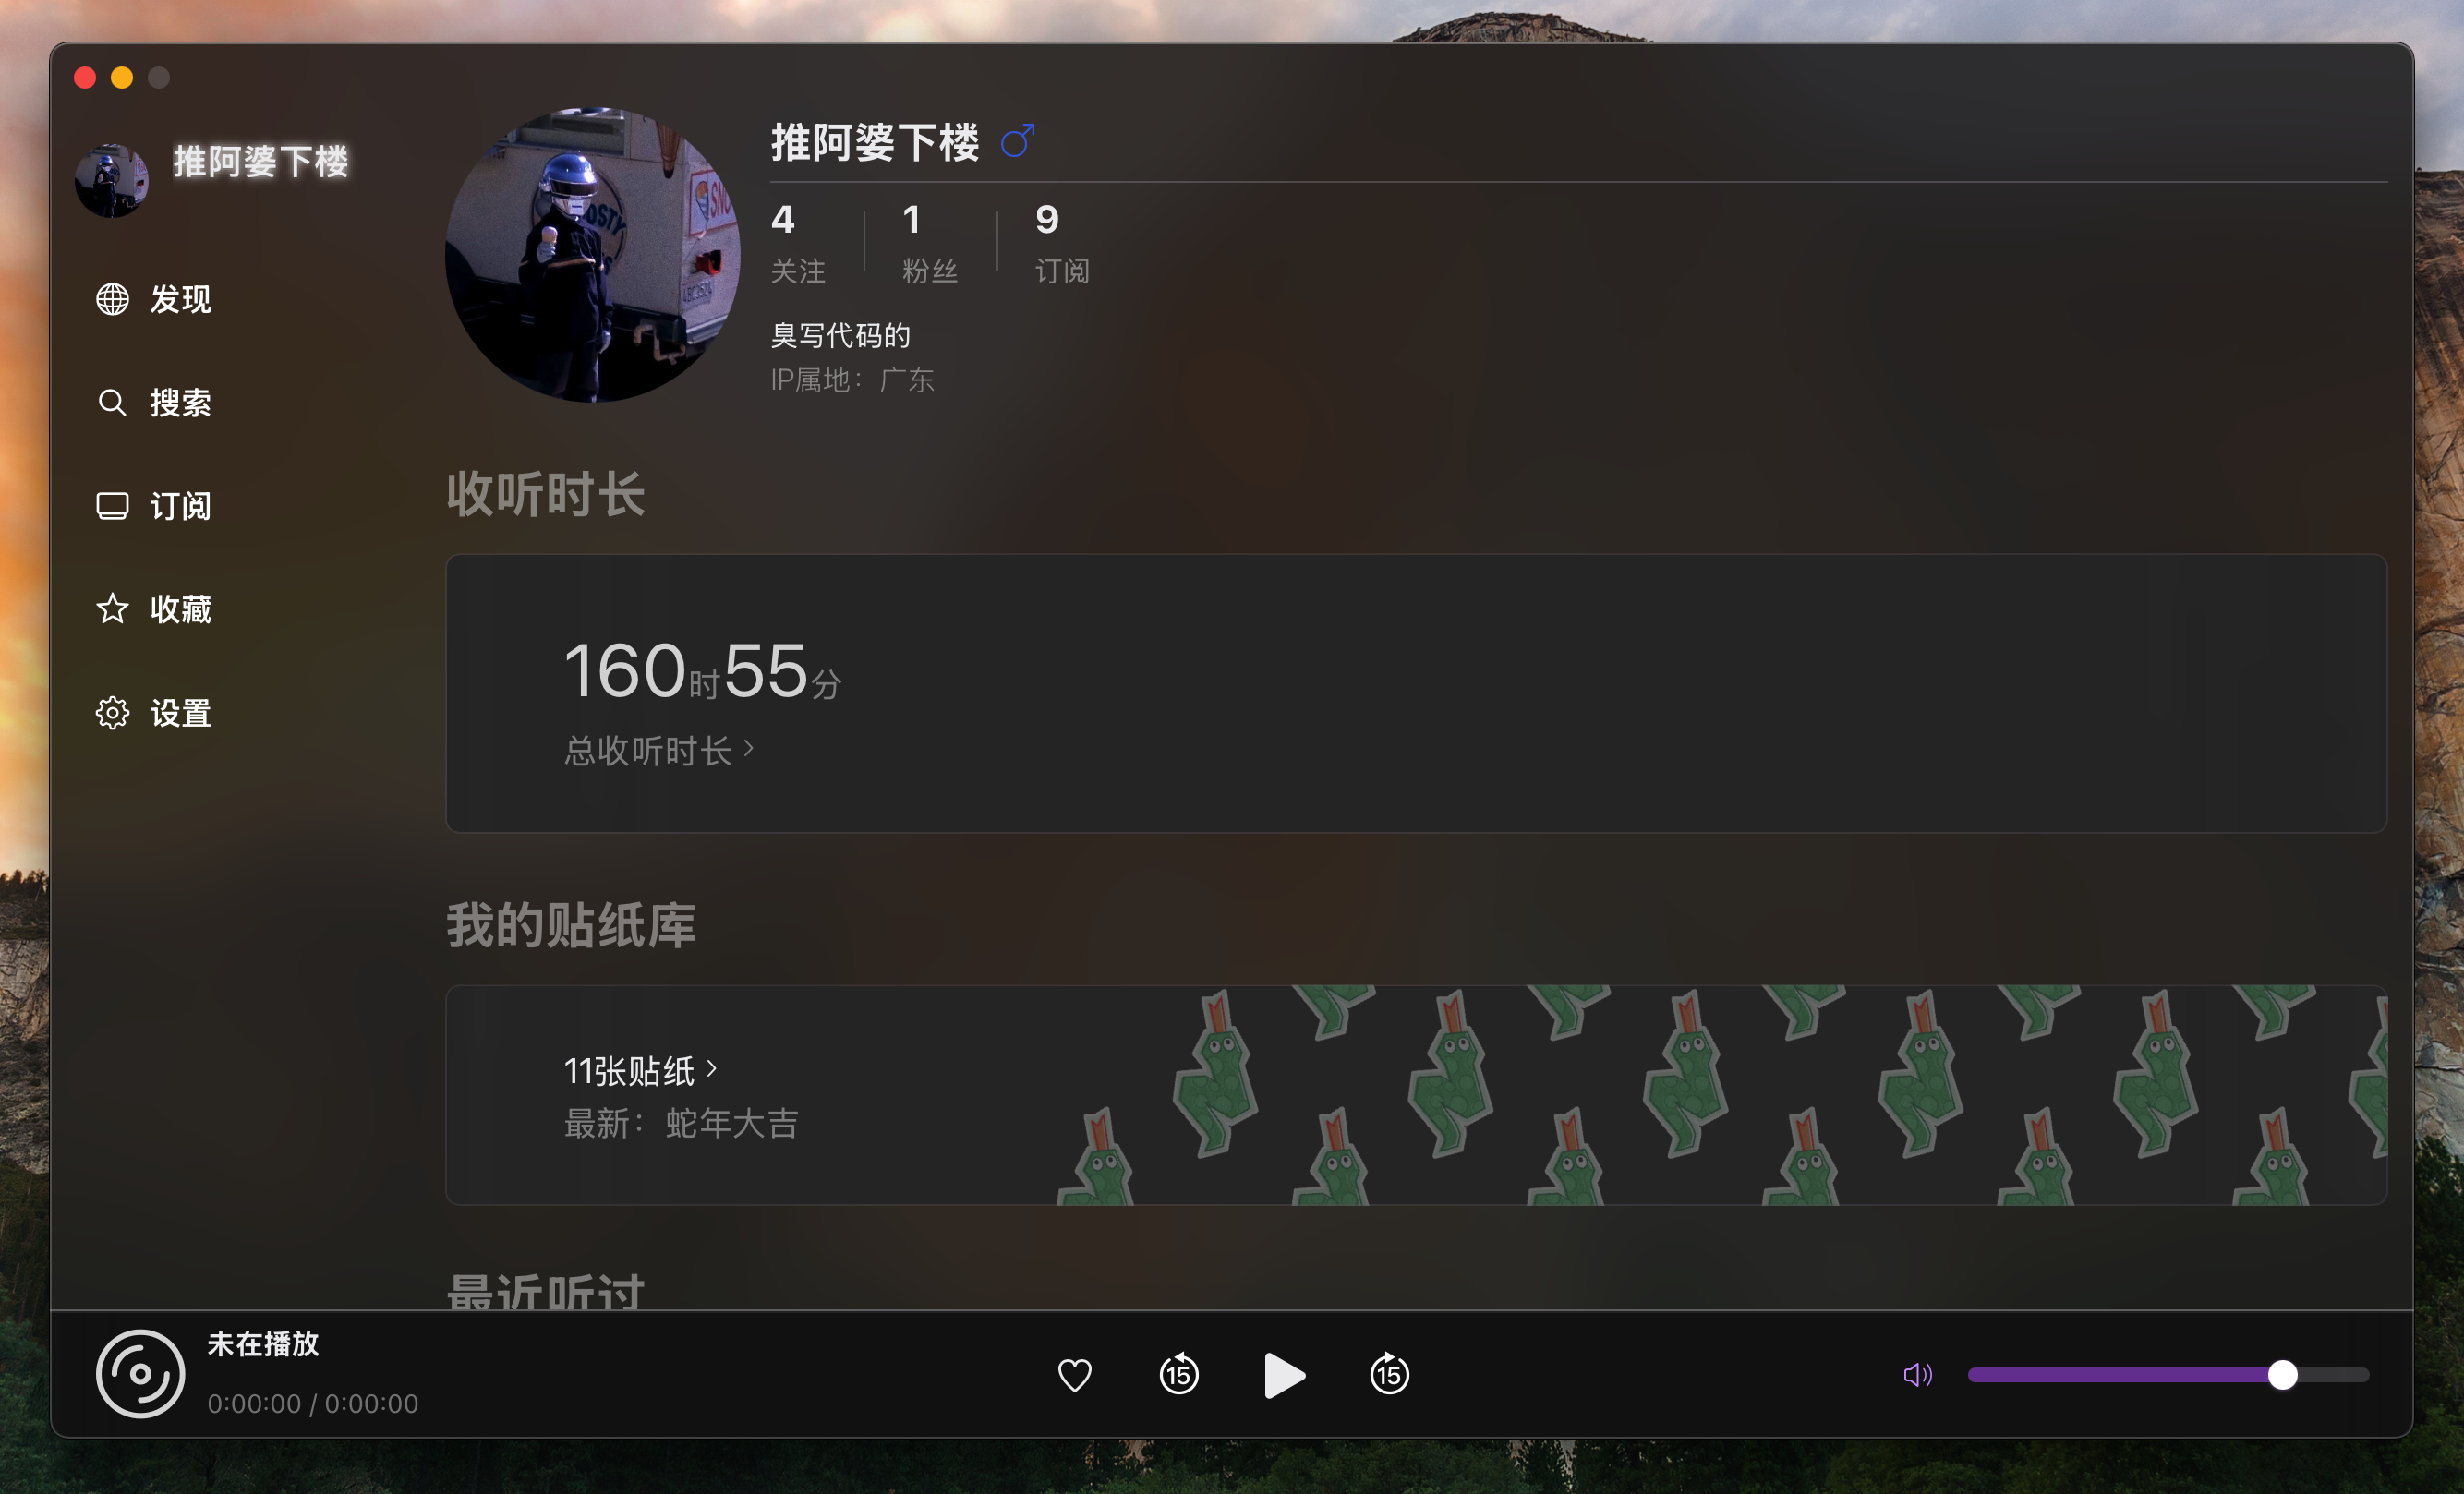 推阿婆下楼
发现
搜索
订阅
收藏
设置
推阿婆下楼
4
关注
1
粉丝
9
订阅
臭写代码的
IP属地：广东
收听时长
160时55分
总收听时长
我的贴纸库
11张贴纸
最新：蛇年大吉
最近听过
未在播放
0:00:00 / 0:00:00
15
15